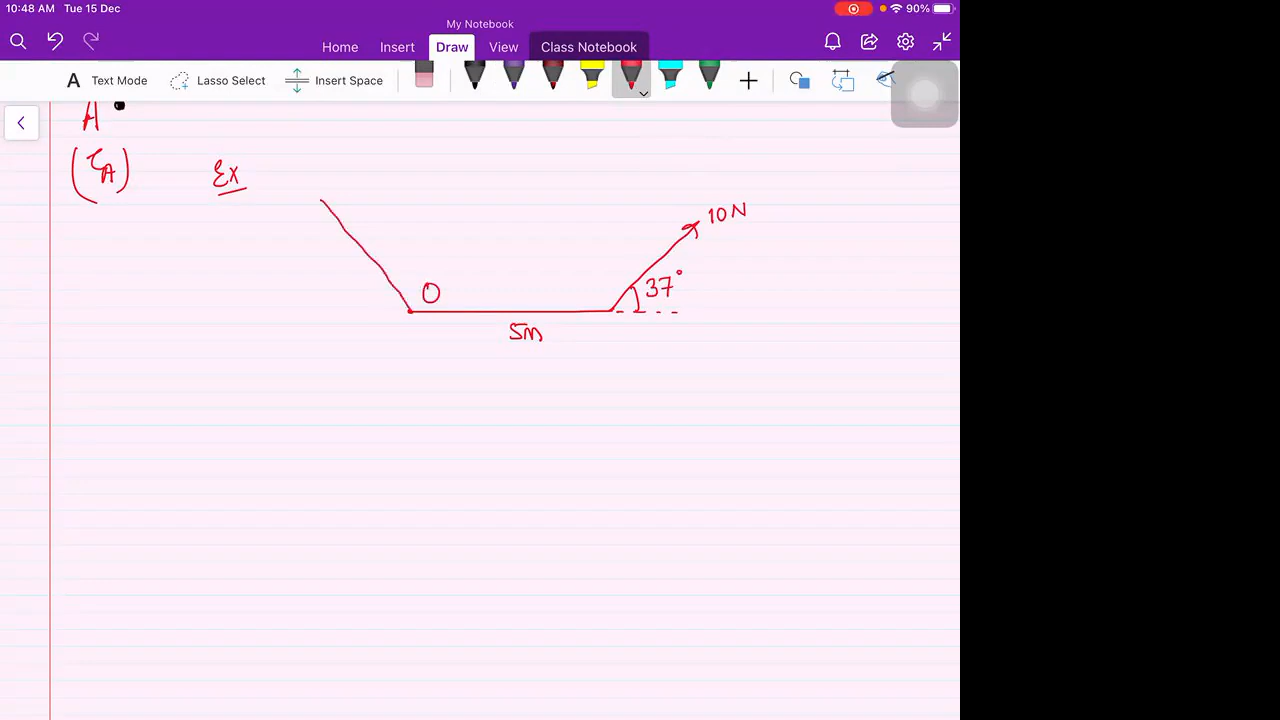 10:48 AM Tue 15 Dec
90%
My Notebook
Home Insert Draw View Class Notebook
A Text Mode Lasso Select Insert Space
A
(τA)
Ex
10N
37°
O
5m